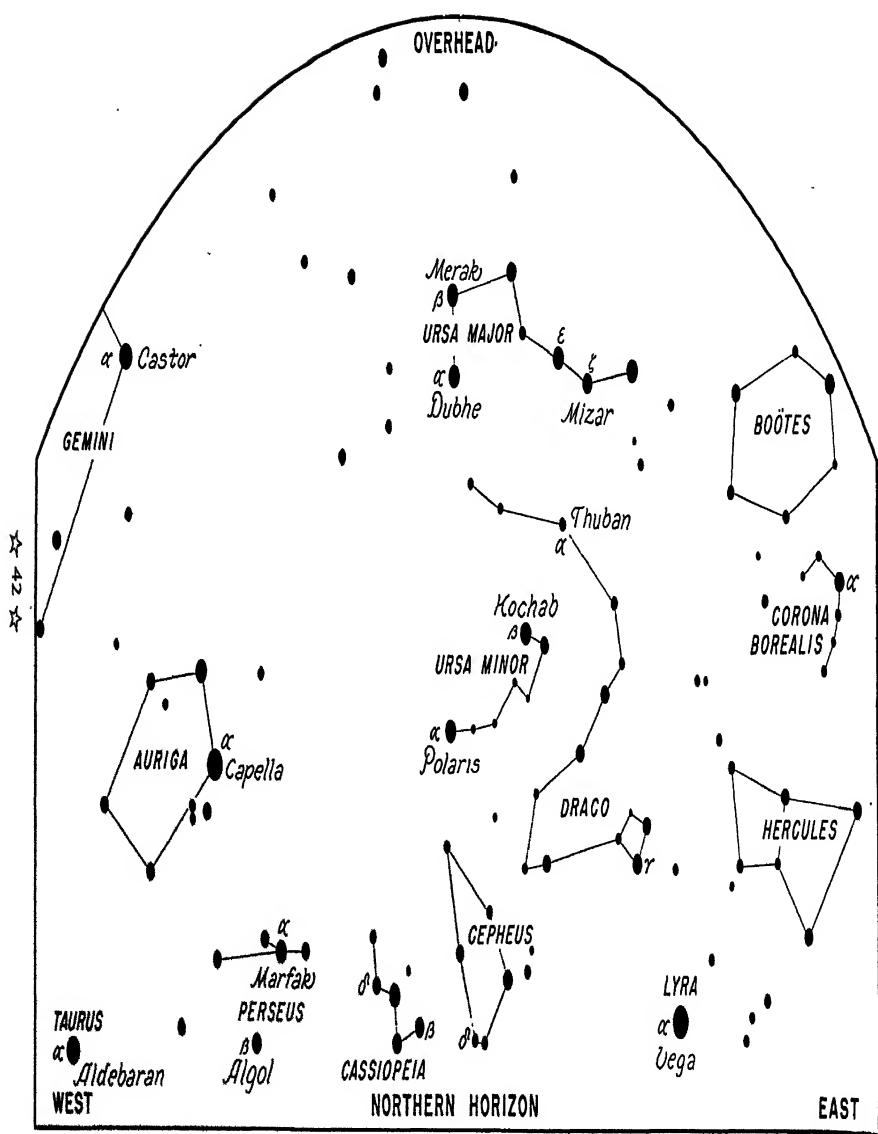 OVERHEAD
Merak
β
URSA MAJOR
ε
α Castor
ζ
α
Dubhe
Mizar
GEMINI
BOÖTES
Thuban
α
☆ 42 ☆
Kochab
β
α
CORONA
BOREALIS
URSA MINOR
α
Polaris
α
AURIGA
Capella
DRACO
HERCULES
γ
α
Marfak
CEPHEUS
δ
LYRA
PERSEUS
TAURUS
α
Aldebaran
β
Algol
β
CASSIOPEIA
δ
α
Vega
WEST
NORTHERN HORIZON
EAST